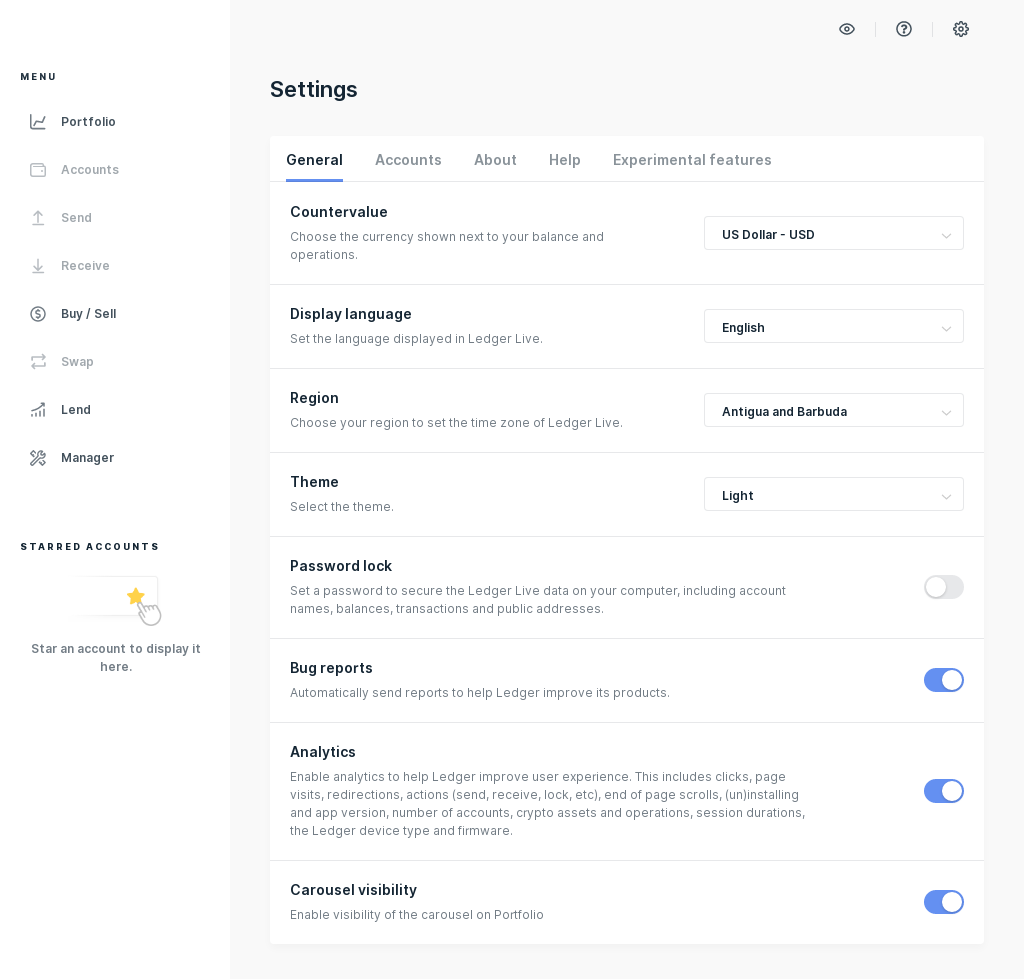 MENU
Portfolio
Accounts
Send
Receive
Buy / Sell
Swap
Lend
Manager
STARRED ACCOUNTS
Star an account to display it
here.
Settings
General Accounts About Help Experimental features
Countervalue
Choose the currency shown next to your balance and
operations.
US Dollar - USD
Display language
Set the language displayed in Ledger Live.
English
Region
Choose your region to set the time zone of Ledger Live.
Antigua and Barbuda
Theme
Select the theme.
Light
Password lock
Set a password to secure the Ledger Live data on your computer, including account
names, balances, transactions and public addresses.
Bug reports
Automatically send reports to help Ledger improve its products.
Analytics
Enable analytics to help Ledger improve user experience. This includes clicks, page
visits, redirections, actions (send, receive, lock, etc), end of page scrolls, (un)installing
and app version, number of accounts, crypto assets and operations, session durations,
the Ledger device type and firmware.
Carousel visibility
Enable visibility of the carousel on Portfolio